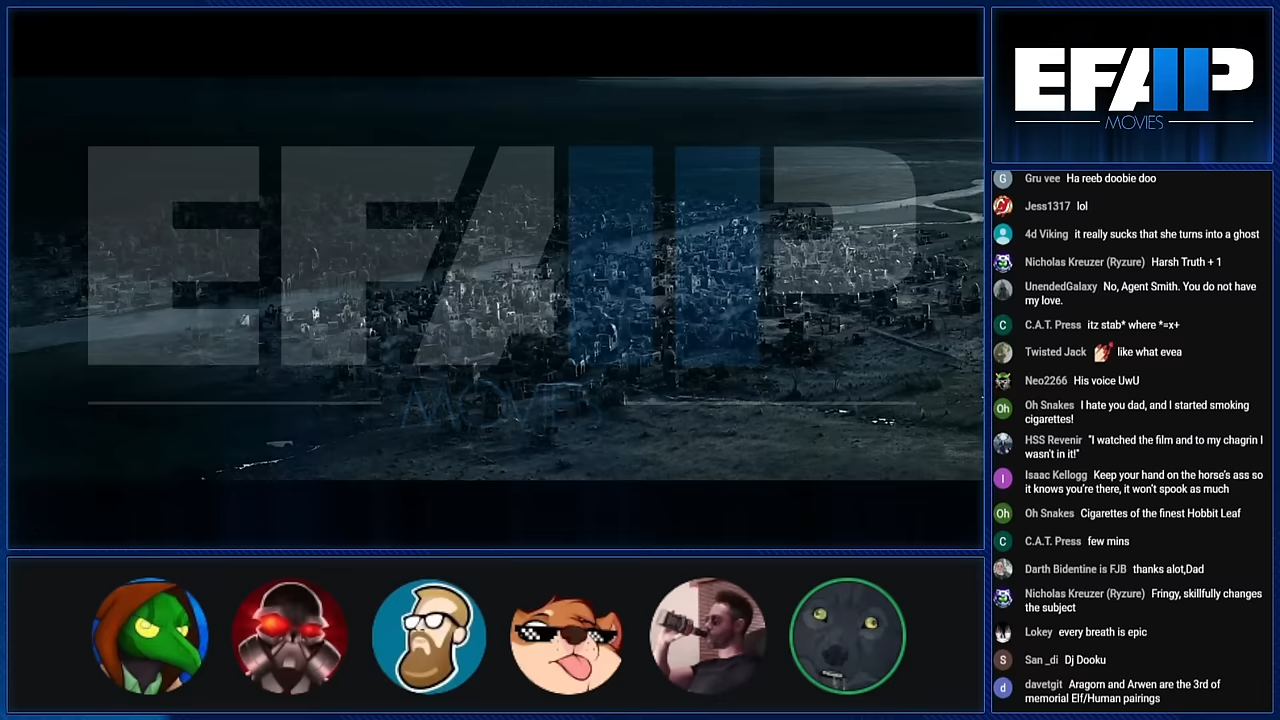 EFAP
MOVIES
EFAP
MOVIES
G Gru vee Ha reeb doobie doo
Jess1317 lol
4d Viking it really sucks that she turns into a ghost
Nicholas Kreuzer (Ryzure) Harsh Truth + 1
UnendedGalaxy No, Agent Smith. You do not have
my love.
C C.A.T. Press itz stab* where *=x+
Twisted Jack like what evea
Neo2266 His voice UwU
Oh Oh Snakes I hate you dad, and I started smoking
cigarettes!
HSS Revenir "I watched the film and to my chagrin I
wasn't in it!"
I Isaac Kellogg Keep your hand on the horse's ass so
it knows you're there, it won't spook as much
Oh Oh Snakes Cigarettes of the finest Hobbit Leaf
C C.A.T. Press few mins
Darth Bidentine is FJB thanks alot,Dad
Nicholas Kreuzer (Ryzure) Fringy, skillfully changes
the subject
Lokey every breath is epic
S San _di Dj Dooku
d davetgit Aragorn and Arwen are the 3rd of
memorial Elf/Human pairings